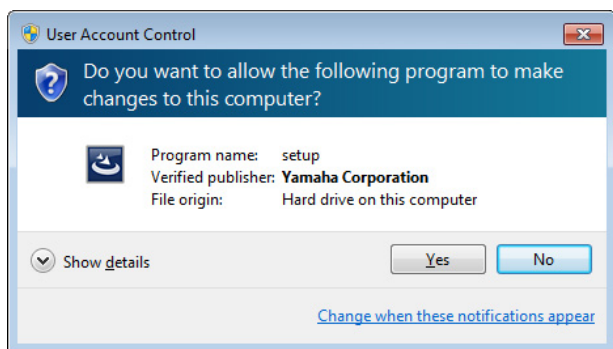 User Account Control
Do you want to allow the following program to make
changes to this computer?
Program name: setup
Verified publisher: Yamaha Corporation
File origin: Hard drive on this computer
Show details
Yes
No
Change when these notifications appear